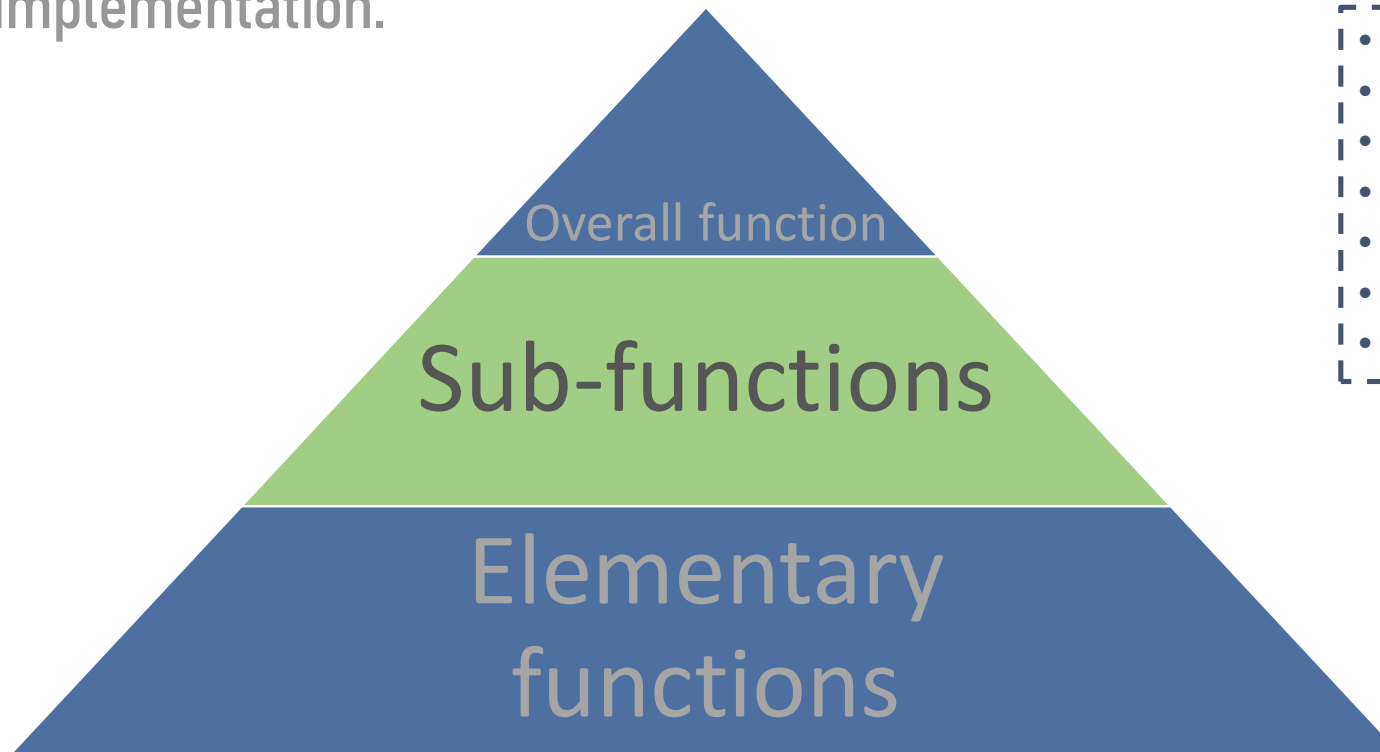 implementation.
Overall function
Sub-functions
Elementary
functions